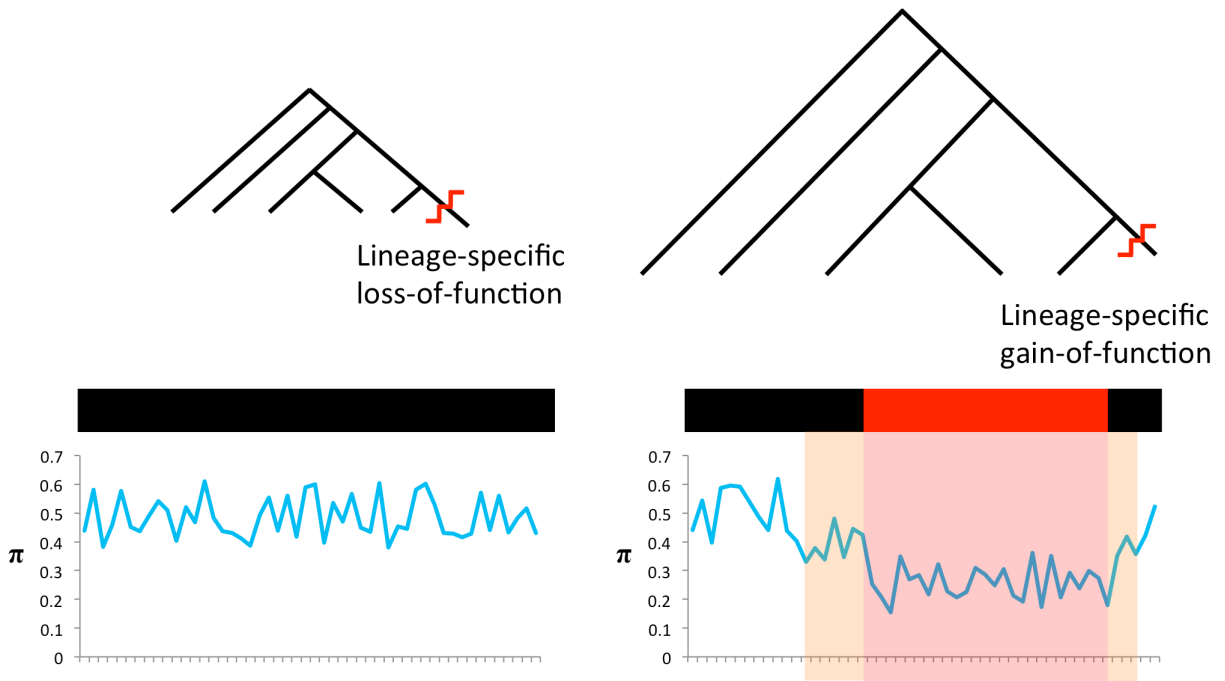 Lineage-specific
loss-of-function
Lineage-specific
gain-of-function
0.7
0.6
0.5
0.4
0.3
0.2
0.1
0
π
0.7
0.6
0.5
0.4
0.3
0.2
0.1
0
π